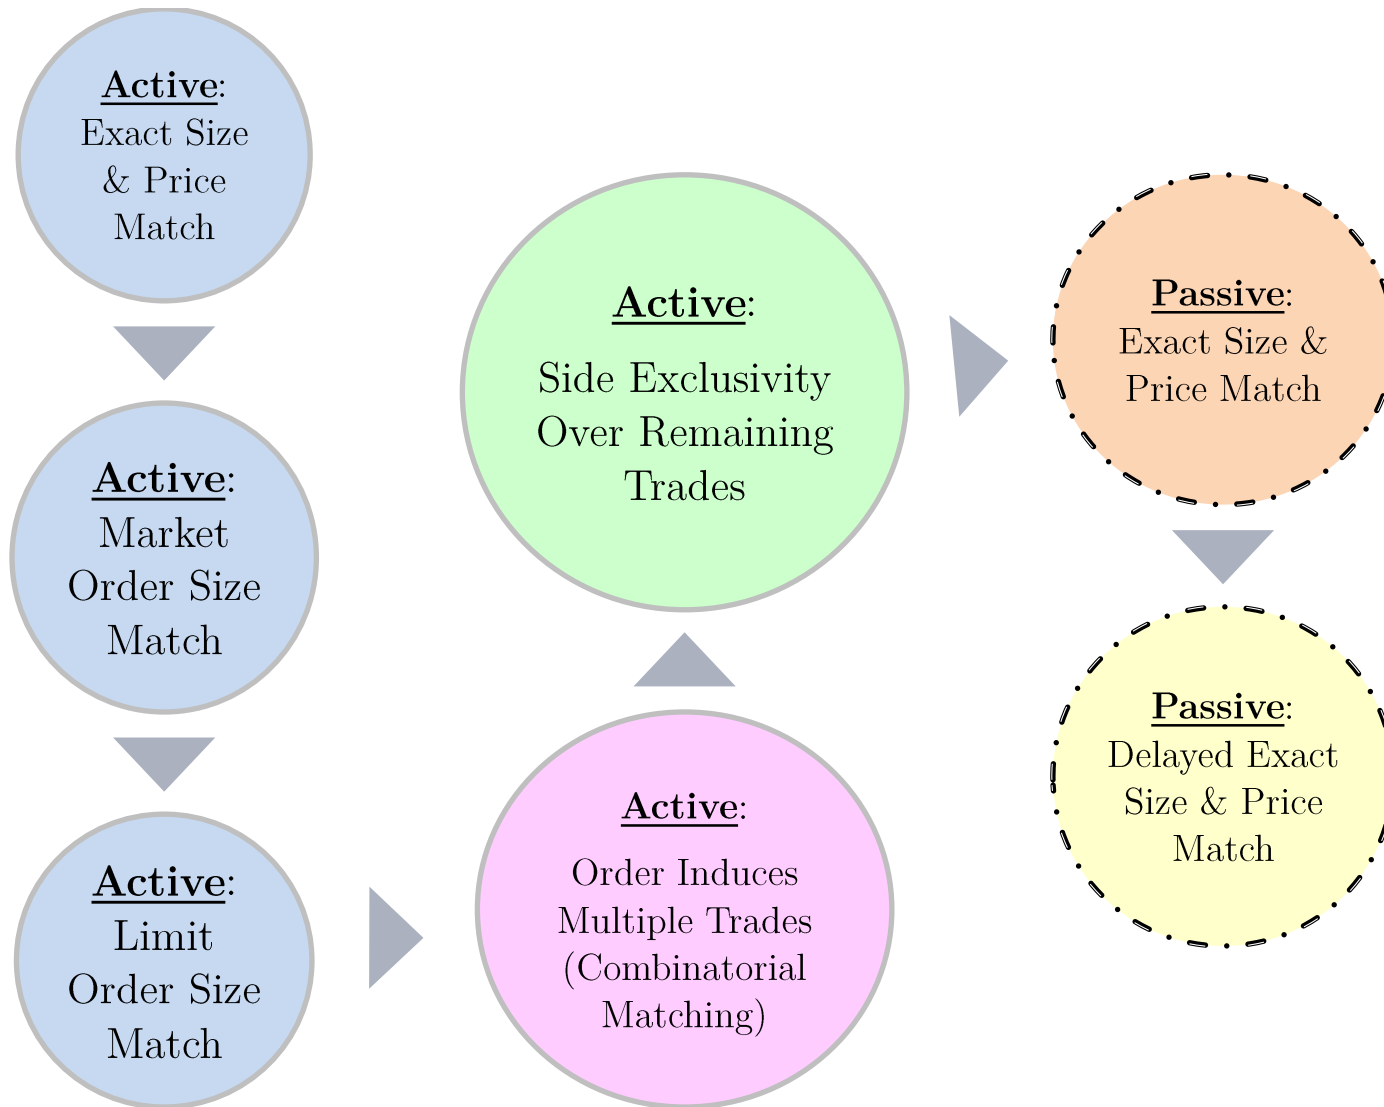 Active:
Exact Size
& Price
Match
Active:
Market
Order Size
Match
Active:
Limit
Order Size
Match
Active:
Order Induces
Multiple Trades
(Combinatorial
Matching)
Active:
Side Exclusivity
Over Remaining
Trades
Passive:
Exact Size &
Price Match
Passive:
Delayed Exact
Size & Price
Match